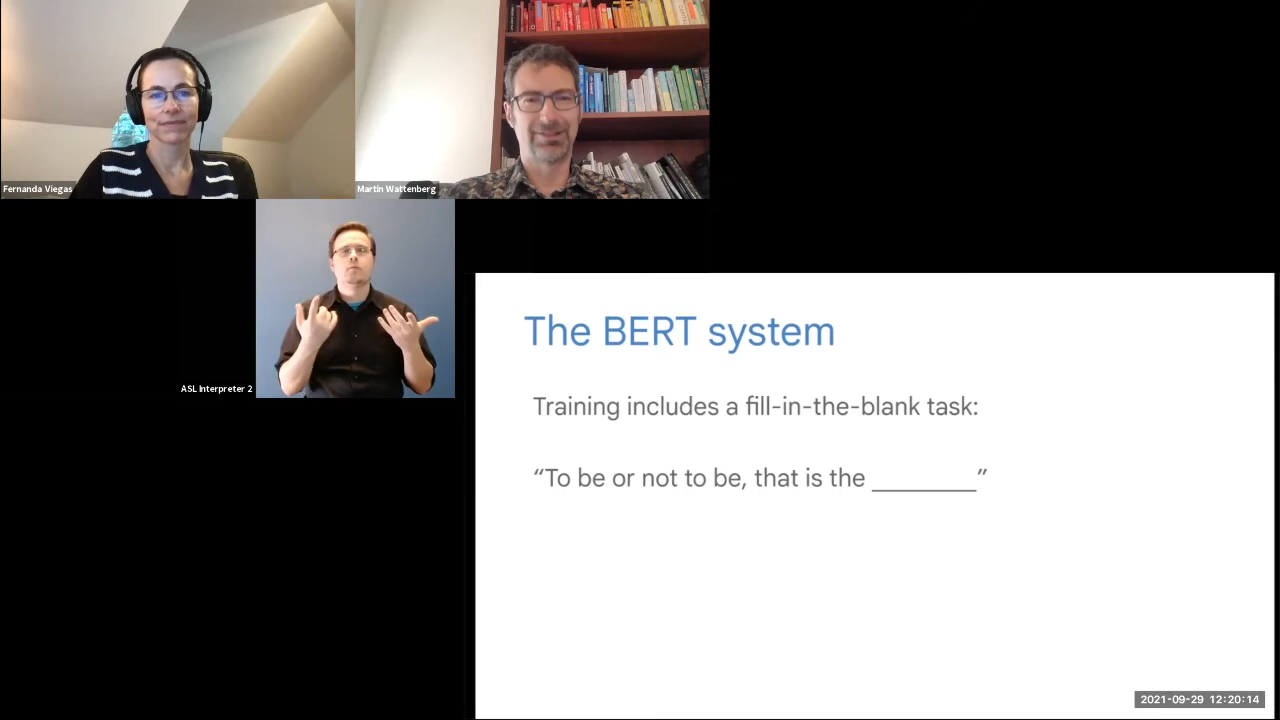 Fernanda Viegas
Martin Wattenberg
ASL Interpreter 2
The BERT system
Training includes a fill-in-the-blank task:
“To be or not to be, that is the ________”
2021-09-29 12:20:14